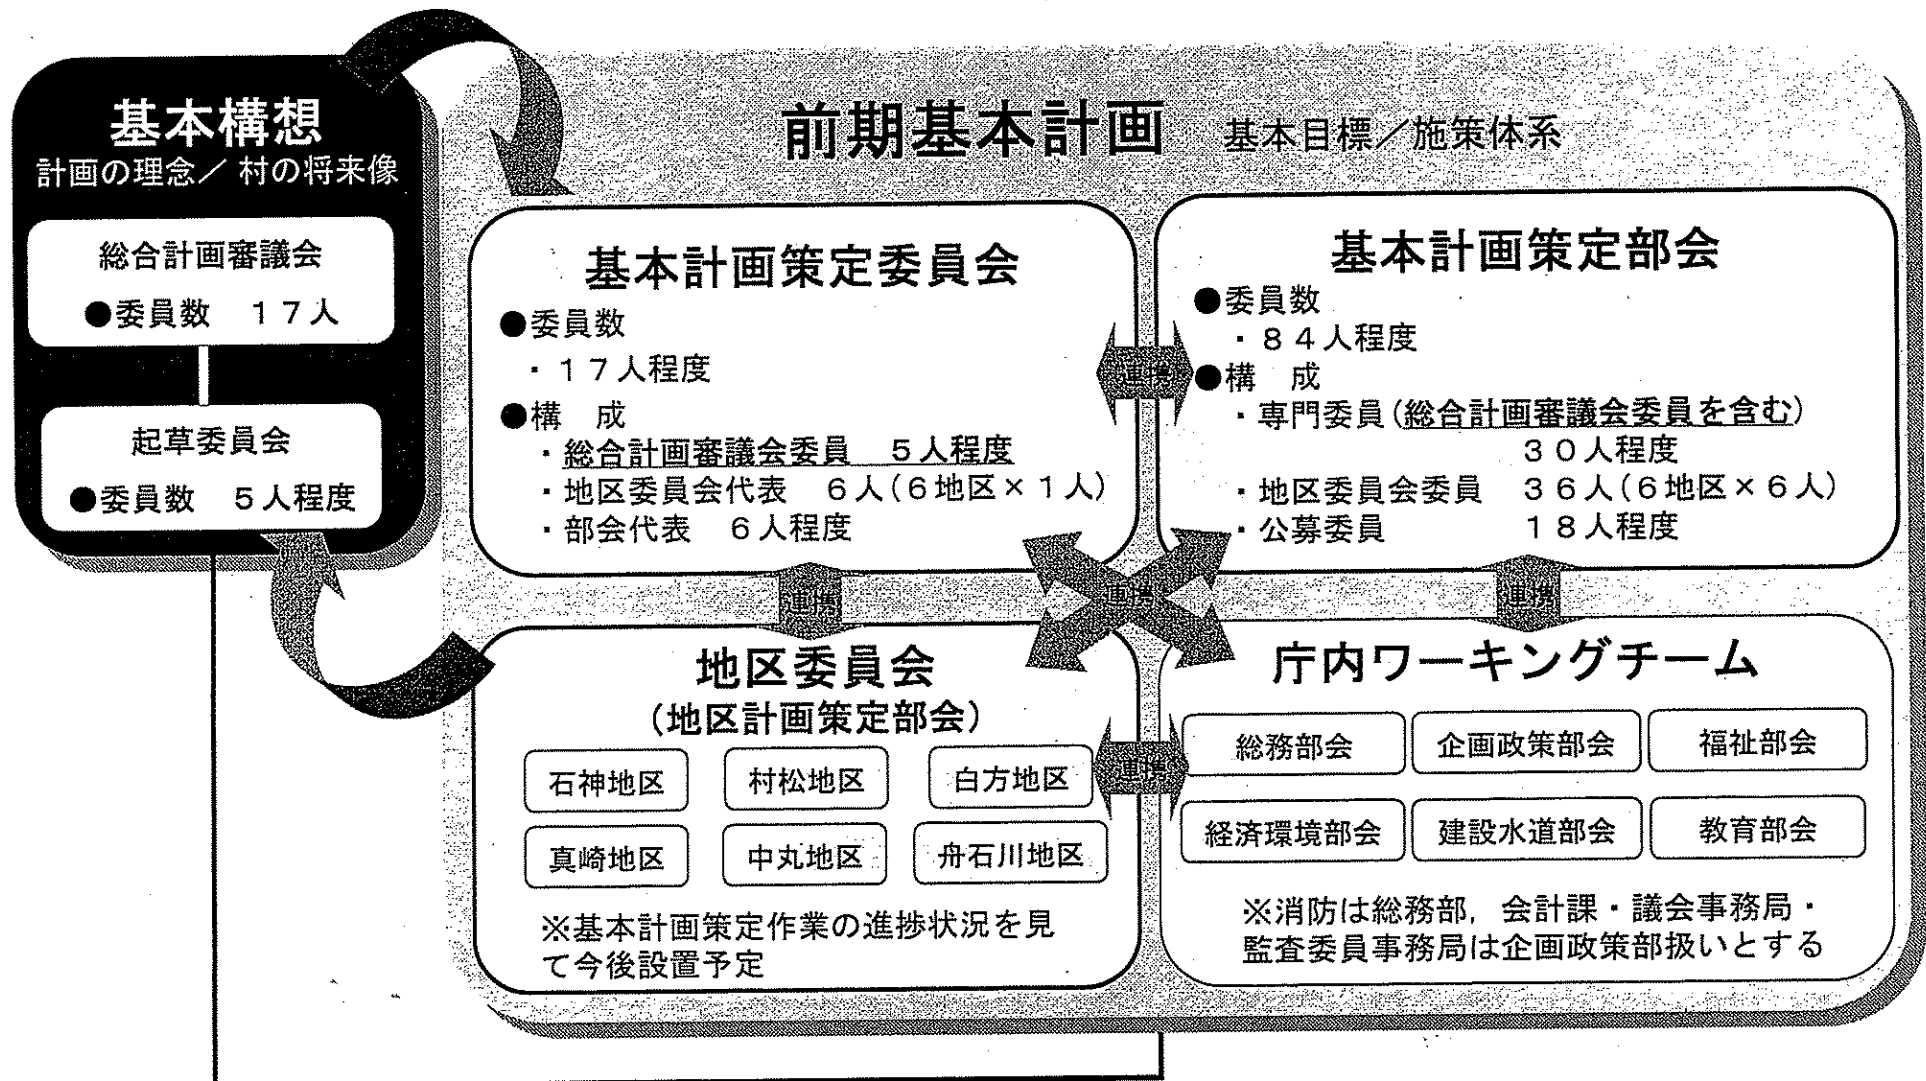 基本構想
計画の理念／村の将来像
総合計画審議会
●委員数　１７人
起草委員会
●委員数　５人程度
前期基本計画　基本目標／施策体系
基本計画策定委員会
●委員数
・１７人程度
●構　成
・総合計画審議会委員　５人程度
・地区委員会代表　６人（６地区×１人）
・部会代表　６人程度
連携
基本計画策定部会
●委員数
・８４人程度
●構　成
・専門委員（総合計画審議会委員を含む）
３０人程度
・地区委員会委員　３６人（６地区×６人）
・公募委員　１８人程度
連携
連携
連携
地区委員会
（地区計画策定部会）
石神地区
村松地区
白方地区
真崎地区
中丸地区
舟石川地区
※基本計画策定作業の進捗状況を見
て今後設置予定
連携
庁内ワーキングチーム
総務部会
企画政策部会
福祉部会
経済環境部会
建設水道部会
教育部会
※消防は総務部，会計課・議会事務局・
監査委員事務局は企画政策部扱いとする